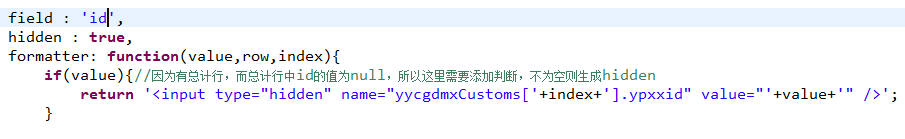 field : 'id',
hidden : true,
formatter: function(value,row,index){
if(value){//因为有总计行，而总计行中id的值为null，所以这里需要添加判断，不为空则生成hidden
return '<input type="hidden" name="yycgdmxCustoms['+index+'].ypxxid" value="'+value+'" />';
}